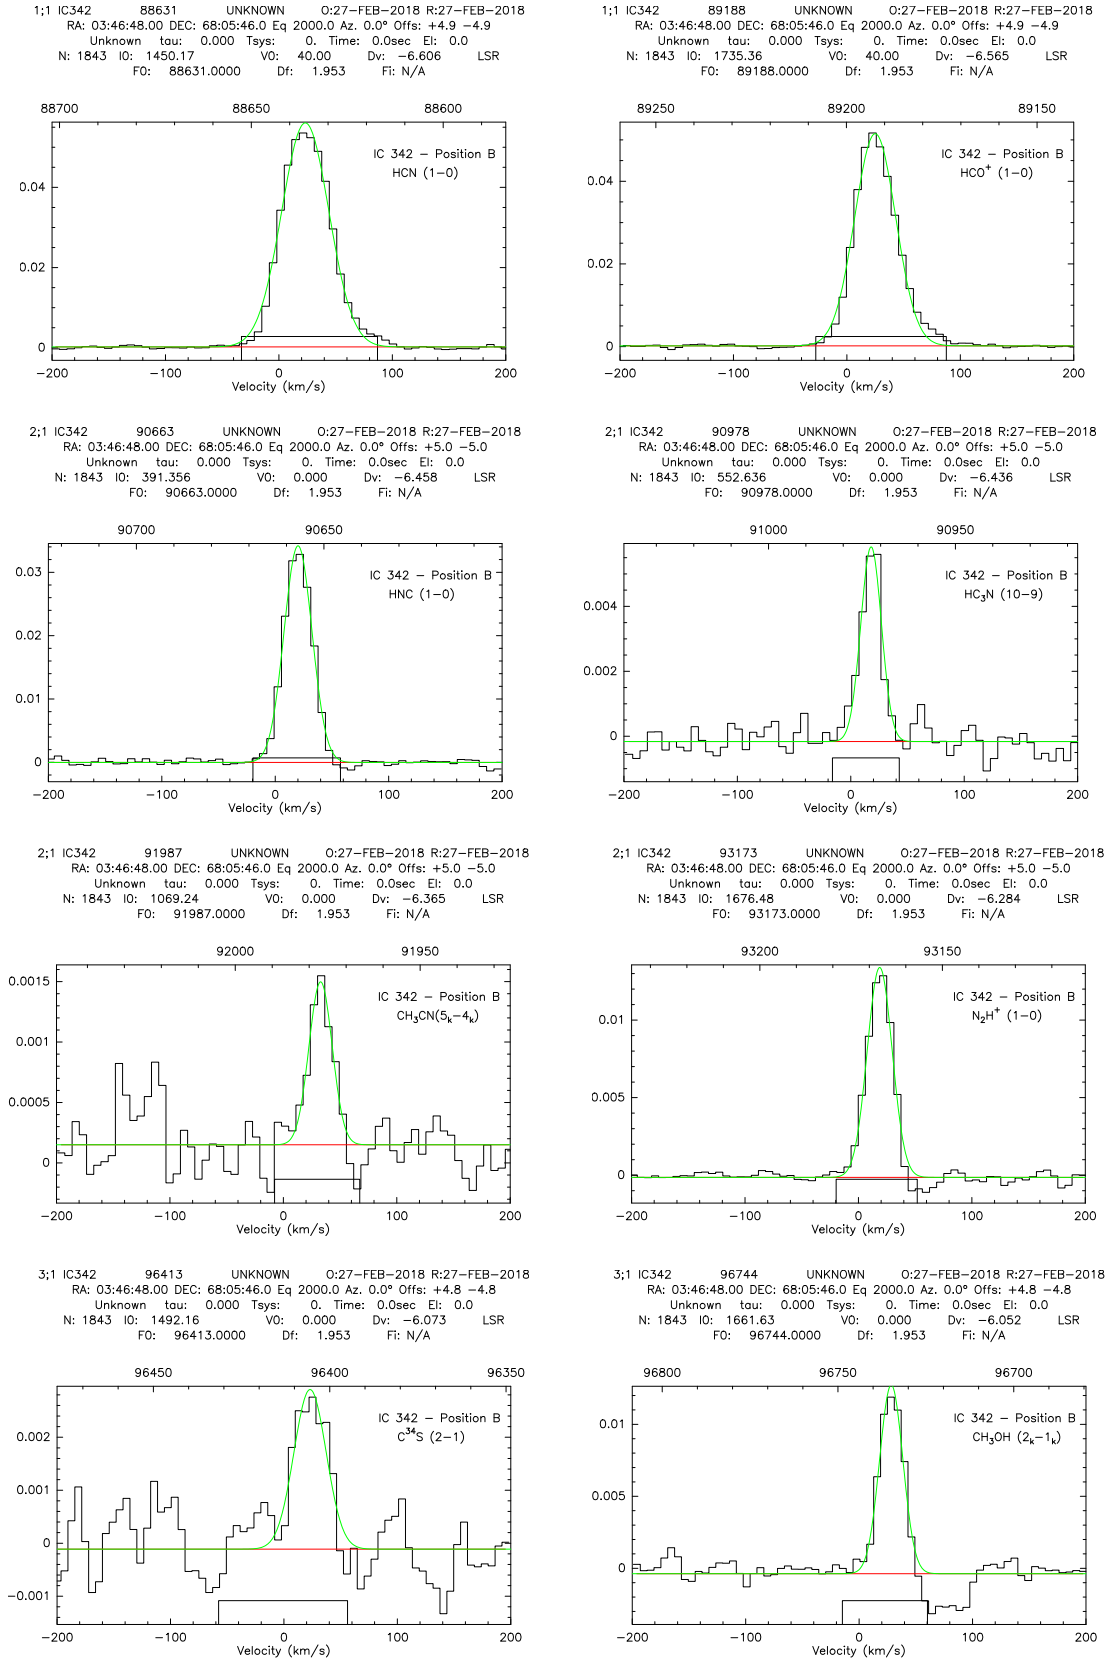 1;1 IC342 88631 UNKNOWN O:27-FEB-2018 R:27-FEB-2018
RA: 03:46:48.00 DEC: 68:05:46.0 Eq 2000.0 Az. 0.0° Offs: +4.9 -4.9
Unknown tau: 0.000 Tsys: 0. Time: 0.0sec El: 0.0
N: 1843 I0: 1450.17 V0: 40.00 Dv: -6.606 LSR
F0: 88631.0000 Df: 1.953 Fi: N/A
88700 88650 88600
IC 342 - Position B
HCN (1-0)
0.04
0.02
0
-200 -100 0 100 200
Velocity (km/s)
1;1 IC342 89188 UNKNOWN O:27-FEB-2018 R:27-FEB-2018
RA: 03:46:48.00 DEC: 68:05:46.0 Eq 2000.0 Az. 0.0° Offs: +4.9 -4.9
Unknown tau: 0.000 Tsys: 0. Time: 0.0sec El: 0.0
N: 1843 I0: 1735.36 V0: 40.00 Dv: -6.565 LSR
F0: 89188.0000 Df: 1.953 Fi: N/A
89250 89200 89150
IC 342 - Position B
HCO⁺ (1-0)
0.04
0.02
0
-200 -100 0 100 200
Velocity (km/s)
2;1 IC342 90663 UNKNOWN O:27-FEB-2018 R:27-FEB-2018
RA: 03:46:48.00 DEC: 68:05:46.0 Eq 2000.0 Az. 0.0° Offs: +5.0 -5.0
Unknown tau: 0.000 Tsys: 0. Time: 0.0sec El: 0.0
N: 1843 I0: 391.356 V0: 0.000 Dv: -6.458 LSR
F0: 90663.0000 Df: 1.953 Fi: N/A
90700 90650
IC 342 - Position B
HNC (1-0)
0.03
0.02
0.01
0
-200 -100 0 100 200
Velocity (km/s)
2;1 IC342 90978 UNKNOWN O:27-FEB-2018 R:27-FEB-2018
RA: 03:46:48.00 DEC: 68:05:46.0 Eq 2000.0 Az. 0.0° Offs: +5.0 -5.0
Unknown tau: 0.000 Tsys: 0. Time: 0.0sec El: 0.0
N: 1843 I0: 552.636 V0: 0.000 Dv: -6.436 LSR
F0: 90978.0000 Df: 1.953 Fi: N/A
91000 90950
IC 342 - Position B
HC₃N (10-9)
0.004
0.002
0
-200 -100 0 100 200
Velocity (km/s)
2;1 IC342 91987 UNKNOWN O:27-FEB-2018 R:27-FEB-2018
RA: 03:46:48.00 DEC: 68:05:46.0 Eq 2000.0 Az. 0.0° Offs: +5.0 -5.0
Unknown tau: 0.000 Tsys: 0. Time: 0.0sec El: 0.0
N: 1843 I0: 1069.24 V0: 0.000 Dv: -6.365 LSR
F0: 91987.0000 Df: 1.953 Fi: N/A
92000 91950
IC 342 - Position B
CH₃CN(5ₖ-4ₖ)
0.0015
0.001
0.0005
0
-200 -100 0 100 200
Velocity (km/s)
2;1 IC342 93173 UNKNOWN O:27-FEB-2018 R:27-FEB-2018
RA: 03:46:48.00 DEC: 68:05:46.0 Eq 2000.0 Az. 0.0° Offs: +5.0 -5.0
Unknown tau: 0.000 Tsys: 0. Time: 0.0sec El: 0.0
N: 1843 I0: 1676.48 V0: 0.000 Dv: -6.284 LSR
F0: 93173.0000 Df: 1.953 Fi: N/A
93200 93150
IC 342 - Position B
N₂H⁺ (1-0)
0.01
0.005
0
-200 -100 0 100 200
Velocity (km/s)
3;1 IC342 96413 UNKNOWN O:27-FEB-2018 R:27-FEB-2018
RA: 03:46:48.00 DEC: 68:05:46.0 Eq 2000.0 Az. 0.0° Offs: +4.8 -4.8
Unknown tau: 0.000 Tsys: 0. Time: 0.0sec El: 0.0
N: 1843 I0: 1492.16 V0: 0.000 Dv: -6.073 LSR
F0: 96413.0000 Df: 1.953 Fi: N/A
96450 96400 96350
IC 342 - Position B
C³⁴S (2-1)
0.002
0.001
0
-0.001
-200 -100 0 100 200
Velocity (km/s)
3;1 IC342 96744 UNKNOWN O:27-FEB-2018 R:27-FEB-2018
RA: 03:46:48.00 DEC: 68:05:46.0 Eq 2000.0 Az. 0.0° Offs: +4.8 -4.8
Unknown tau: 0.000 Tsys: 0. Time: 0.0sec El: 0.0
N: 1843 I0: 1661.63 V0: 0.000 Dv: -6.052 LSR
F0: 96744.0000 Df: 1.953 Fi: N/A
96800 96750 96700
IC 342 - Position B
CH₃OH (2ₖ-1ₖ)
0.01
0.005
0
-200 -100 0 100 200
Velocity (km/s)